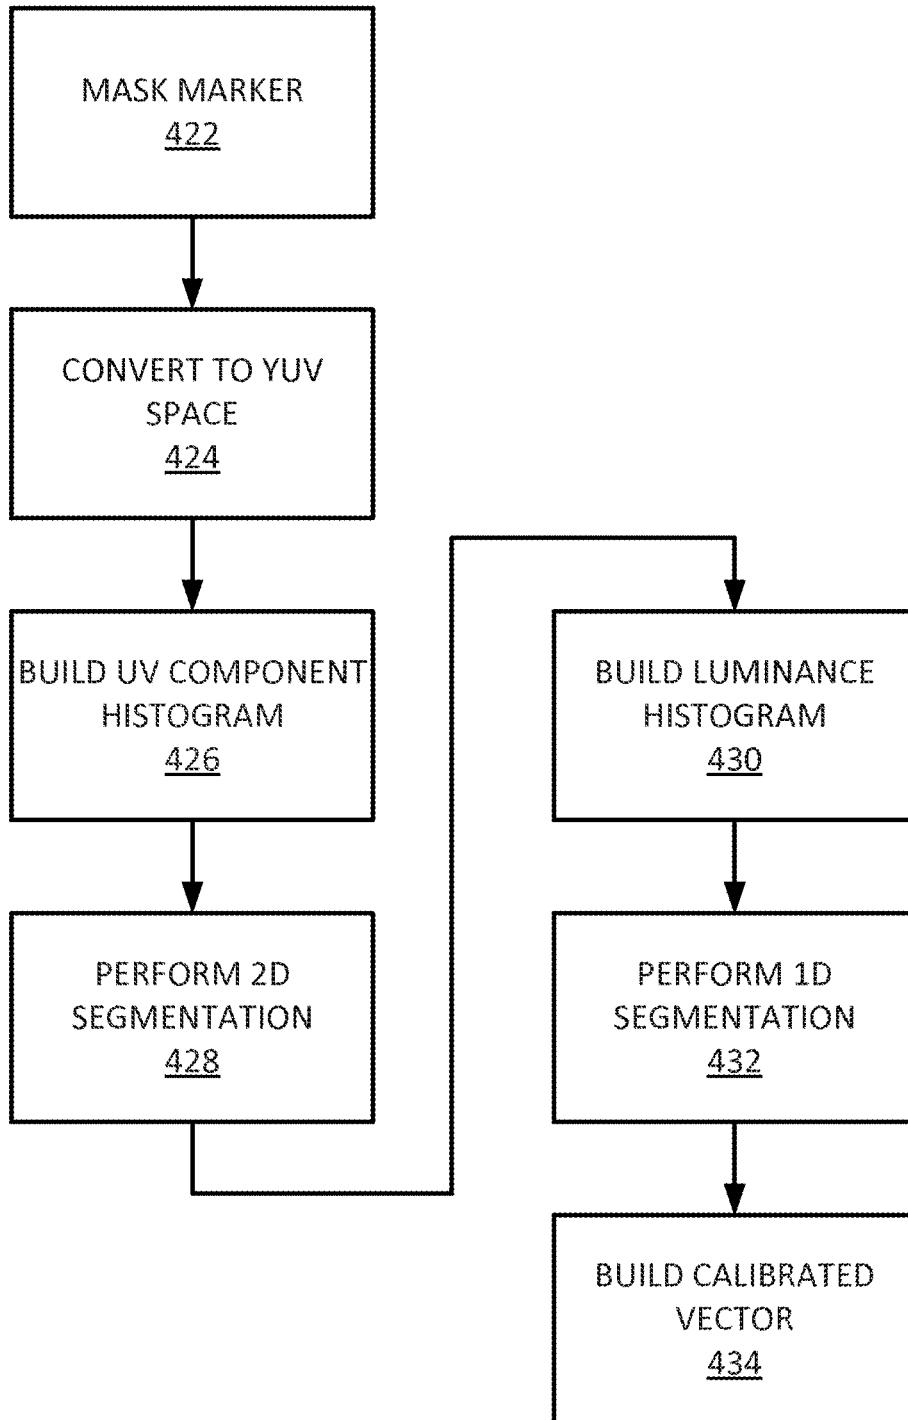 MASK MARKER
422
CONVERT TO YUV
SPACE
424
BUILD UV COMPONENT
HISTOGRAM
426
PERFORM 2D
SEGMENTATION
428
BUILD LUMINANCE
HISTOGRAM
430
PERFORM 1D
SEGMENTATION
432
BUILD CALIBRATED
VECTOR
434